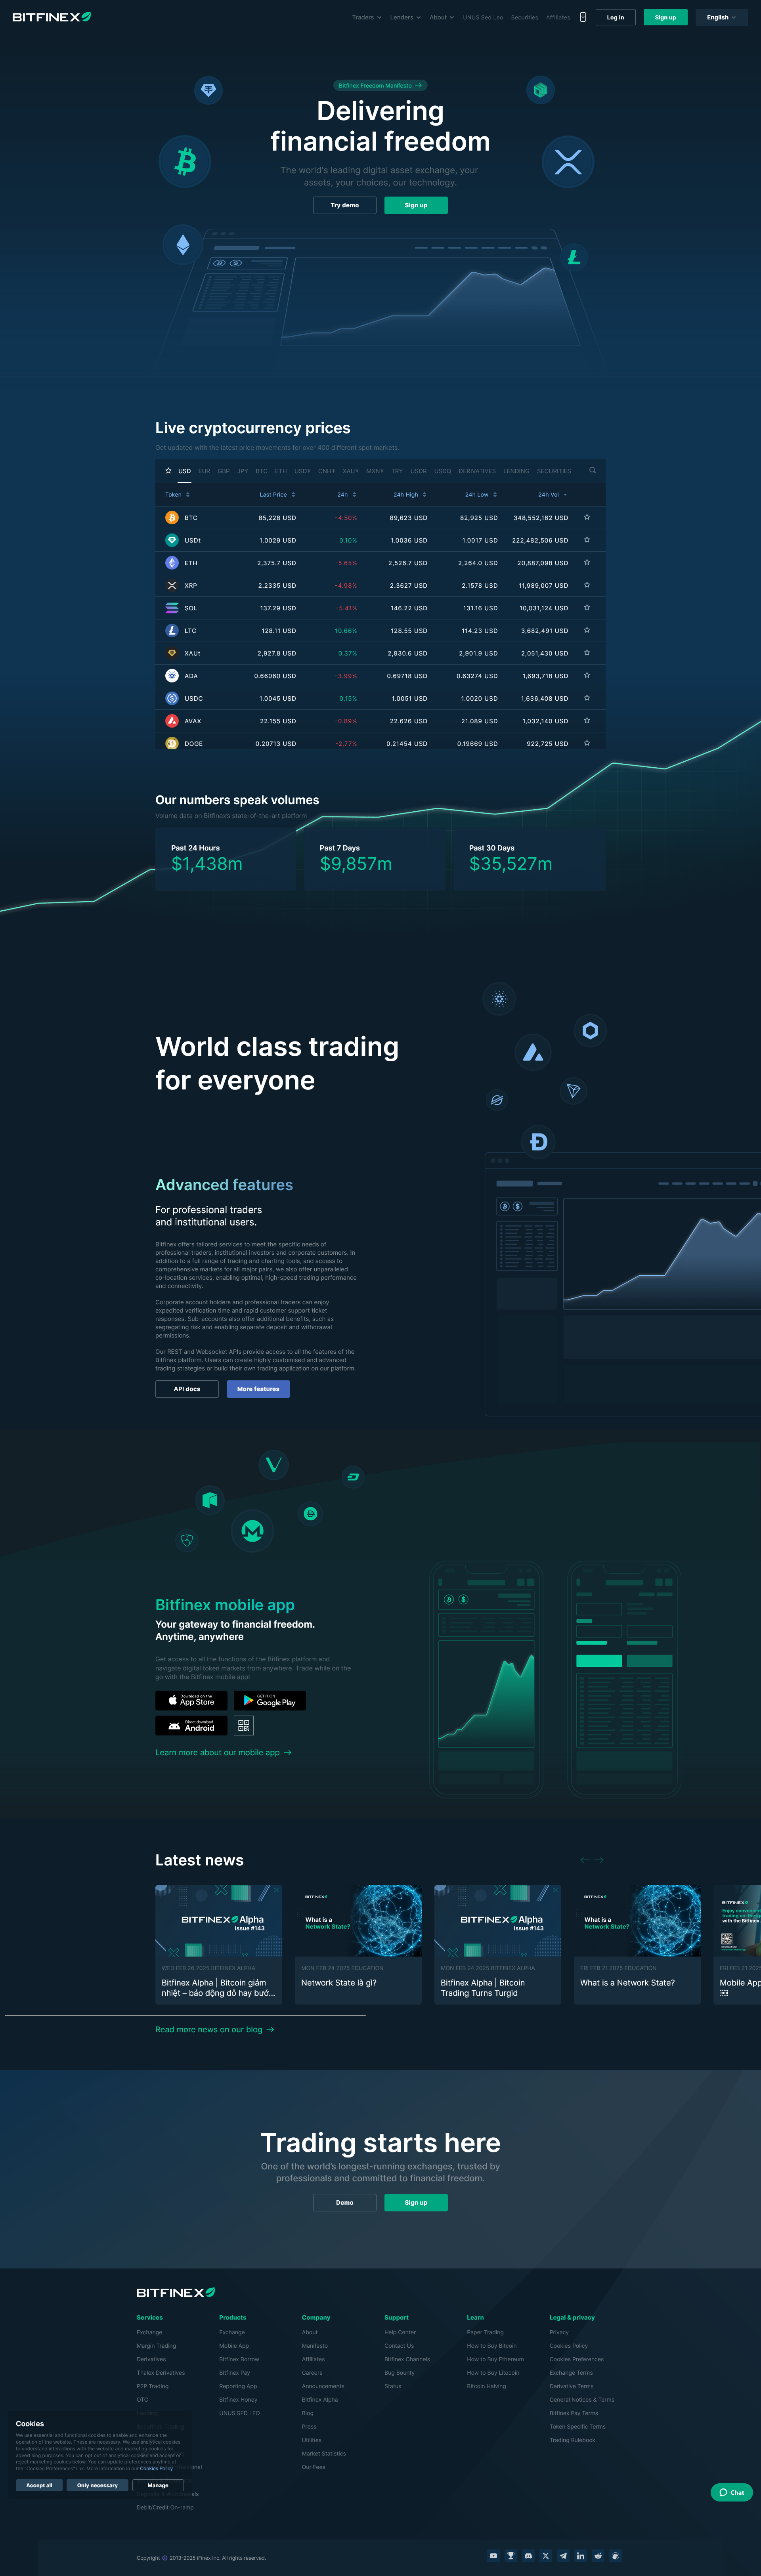 BITFINEX
Traders
Lenders
About
UNUS Sed Leo
Securities
Affiliates
Log in
Sign up
English
Bitfinex Freedom Manifesto
Delivering
financial freedom
The world's leading digital asset exchange, your
assets, your choices, our technology.
Try demo
Sign up
Live cryptocurrency prices
Get updated with the latest price movements for over 400 different spot markets.
USD EUR GBP JPY BTC ETH USDT CNH₮ XAU₮ MXN₮ TRY USDR USDQ DERIVATIVES LENDING SECURITIES
Token Last Price 24h 24h High 24h Low 24h Vol
BTC 85,228 USD -4.50% 89,623 USD 82,925 USD 348,552,162 USD
USDt 1.0029 USD 0.10% 1.0036 USD 1.0017 USD 222,482,506 USD
ETH 2,375.7 USD -5.65% 2,526.7 USD 2,264.0 USD 20,887,098 USD
XRP 2.2335 USD -4.98% 2.3627 USD 2.1578 USD 11,989,007 USD
SOL 137.29 USD -5.41% 146.22 USD 131.16 USD 10,031,124 USD
LTC 128.11 USD 10.66% 128.55 USD 114.23 USD 3,682,491 USD
XAUt 2,927.8 USD 0.37% 2,930.6 USD 2,901.9 USD 2,051,430 USD
ADA 0.66060 USD -3.99% 0.69718 USD 0.63274 USD 1,693,718 USD
USDC 1.0045 USD 0.15% 1.0051 USD 1.0020 USD 1,636,408 USD
AVAX 22.155 USD -0.89% 22.626 USD 21.089 USD 1,032,140 USD
DOGE 0.20713 USD -2.77% 0.21454 USD 0.19669 USD 922,725 USD
Our numbers speak volumes
Volume data on Bitfinex's state-of-the-art platform
Past 24 Hours
$1,438m
Past 7 Days
$9,857m
Past 30 Days
$35,527m
World class trading
for everyone
Advanced features
For professional traders
and institutional users.
Bitfinex offers tailored services to meet the specific needs of
professional traders, institutional investors and corporate customers. In
addition to a full range of trading and charting tools, and access to
comprehensive markets for all major pairs, we also offer unparalleled
co-location services, enabling optimal, high-speed trading performance
and connectivity.
Corporate account holders and professional traders can enjoy
expedited verification time and rapid customer support ticket
responses. Sub-accounts also offer additional benefits, such as
segregating risk and enabling separate deposit and withdrawal
permissions.
Our REST and Websocket APIs provide access to all the features of the
Bitfinex platform. Users can create highly customised and advanced
trading strategies or build their own trading application on our platform.
API docs
More features
Bitfinex mobile app
Your gateway to financial freedom.
Anytime, anywhere
Get access to all the functions of the Bitfinex platform and
navigate digital token markets from anywhere. Trade while on the
go with the Bitfinex mobile app!
Download on the
App Store
GET IT ON
Google Play
Direct download
Android
Learn more about our mobile app
Latest news
BITFINEX Alpha
Issue #143
WED FEB 26 2025 BITFINEX ALPHA
Bitfinex Alpha | Bitcoin giảm
nhiệt – báo động đỏ hay bướ...
BITFINEX
What is a
Network State?
MON FEB 24 2025 EDUCATION
Network State là gì?
BITFINEX Alpha
Issue #143
MON FEB 24 2025 BITFINEX ALPHA
Bitfinex Alpha | Bitcoin
Trading Turns Turgid
BITFINEX
What is a
Network State?
FRI FEB 21 2025 EDUCATION
What is a Network State?
BITFINEX
Enjoy
trading on
with the Bitfinex
FRI FEB 21 202
Mobile App
Read more news on our blog
Trading starts here
One of the world's longest-running exchanges, trusted by
professionals and committed to financial freedom.
Demo
Sign up
BITFINEX
Services
Exchange
Margin Trading
Derivatives
Thalex Derivatives
P2P Trading
OTC
Debit/Credit On-ramp
Products
Exchange
Mobile App
Bitfinex Borrow
Bitfinex Pay
Reporting App
Bitfinex Honey
UNUS SED LEO
Company
About
Manifesto
Affiliates
Careers
Announcements
Bitfinex Alpha
Blog
Press
Utilities
Market Statistics
Our Fees
Support
Help Center
Contact Us
Bitfinex Channels
Bug Bounty
Status
Learn
Paper Trading
How to Buy Bitcoin
How to Buy Ethereum
How to Buy Litecoin
Bitcoin Halving
Legal & privacy
Privacy
Cookies Policy
Cookies Preferences
Exchange Terms
Derivative Terms
General Notices & Terms
Bitfinex Pay Terms
Token Specific Terms
Trading Rulebook
Cookies
We use essential and functional cookies to enable and enhance the
operation of the website. These are necessary. We use analytical cookies
to understand interactions with the website and marketing cookies for
advertising purposes. You can opt out of analytical cookies and
reject marketing cookies below. You can update preferences anytime at
the "Cookies Preferences" link. More information in our Cookies Policy
Accept all
Only necessary
Manage
Chat
Copyright © 2013-2025 iFinex Inc. All rights reserved.